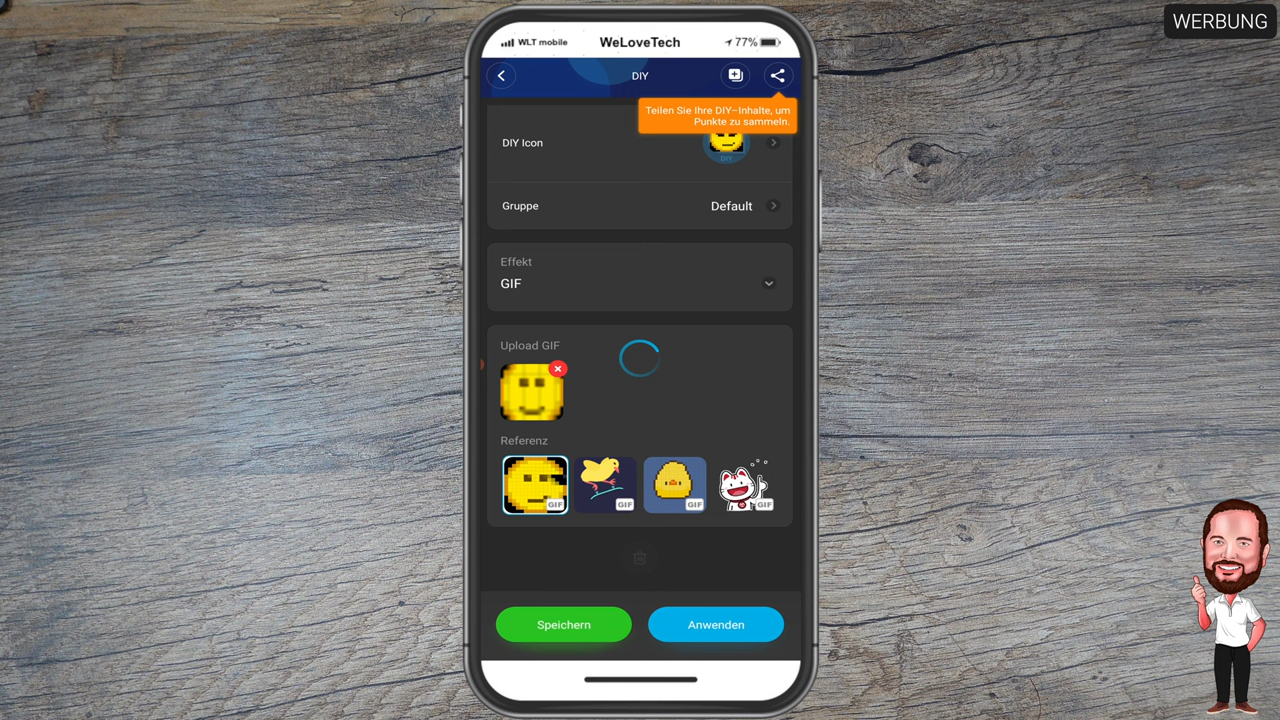 WERBUNG
WLT mobile
WeLoveTech
77%
DIY
Teilen Sie Ihre DIY-Inhalte, um
Punkte zu sammeln.
DIY Icon
DIY
Gruppe
Default
Effekt
GIF
Upload GIF
Referenz
GIF
GIF
GIF
GIF
Speichern
Anwenden